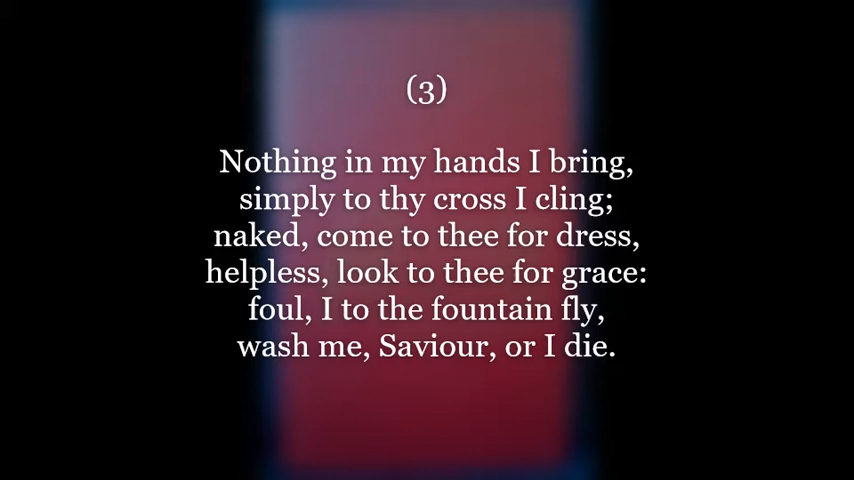 (3)
Nothing in my hands I bring,
simply to thy cross I cling;
naked, come to thee for dress,
helpless, look to thee for grace:
foul, I to the fountain fly,
wash me, Saviour, or I die.